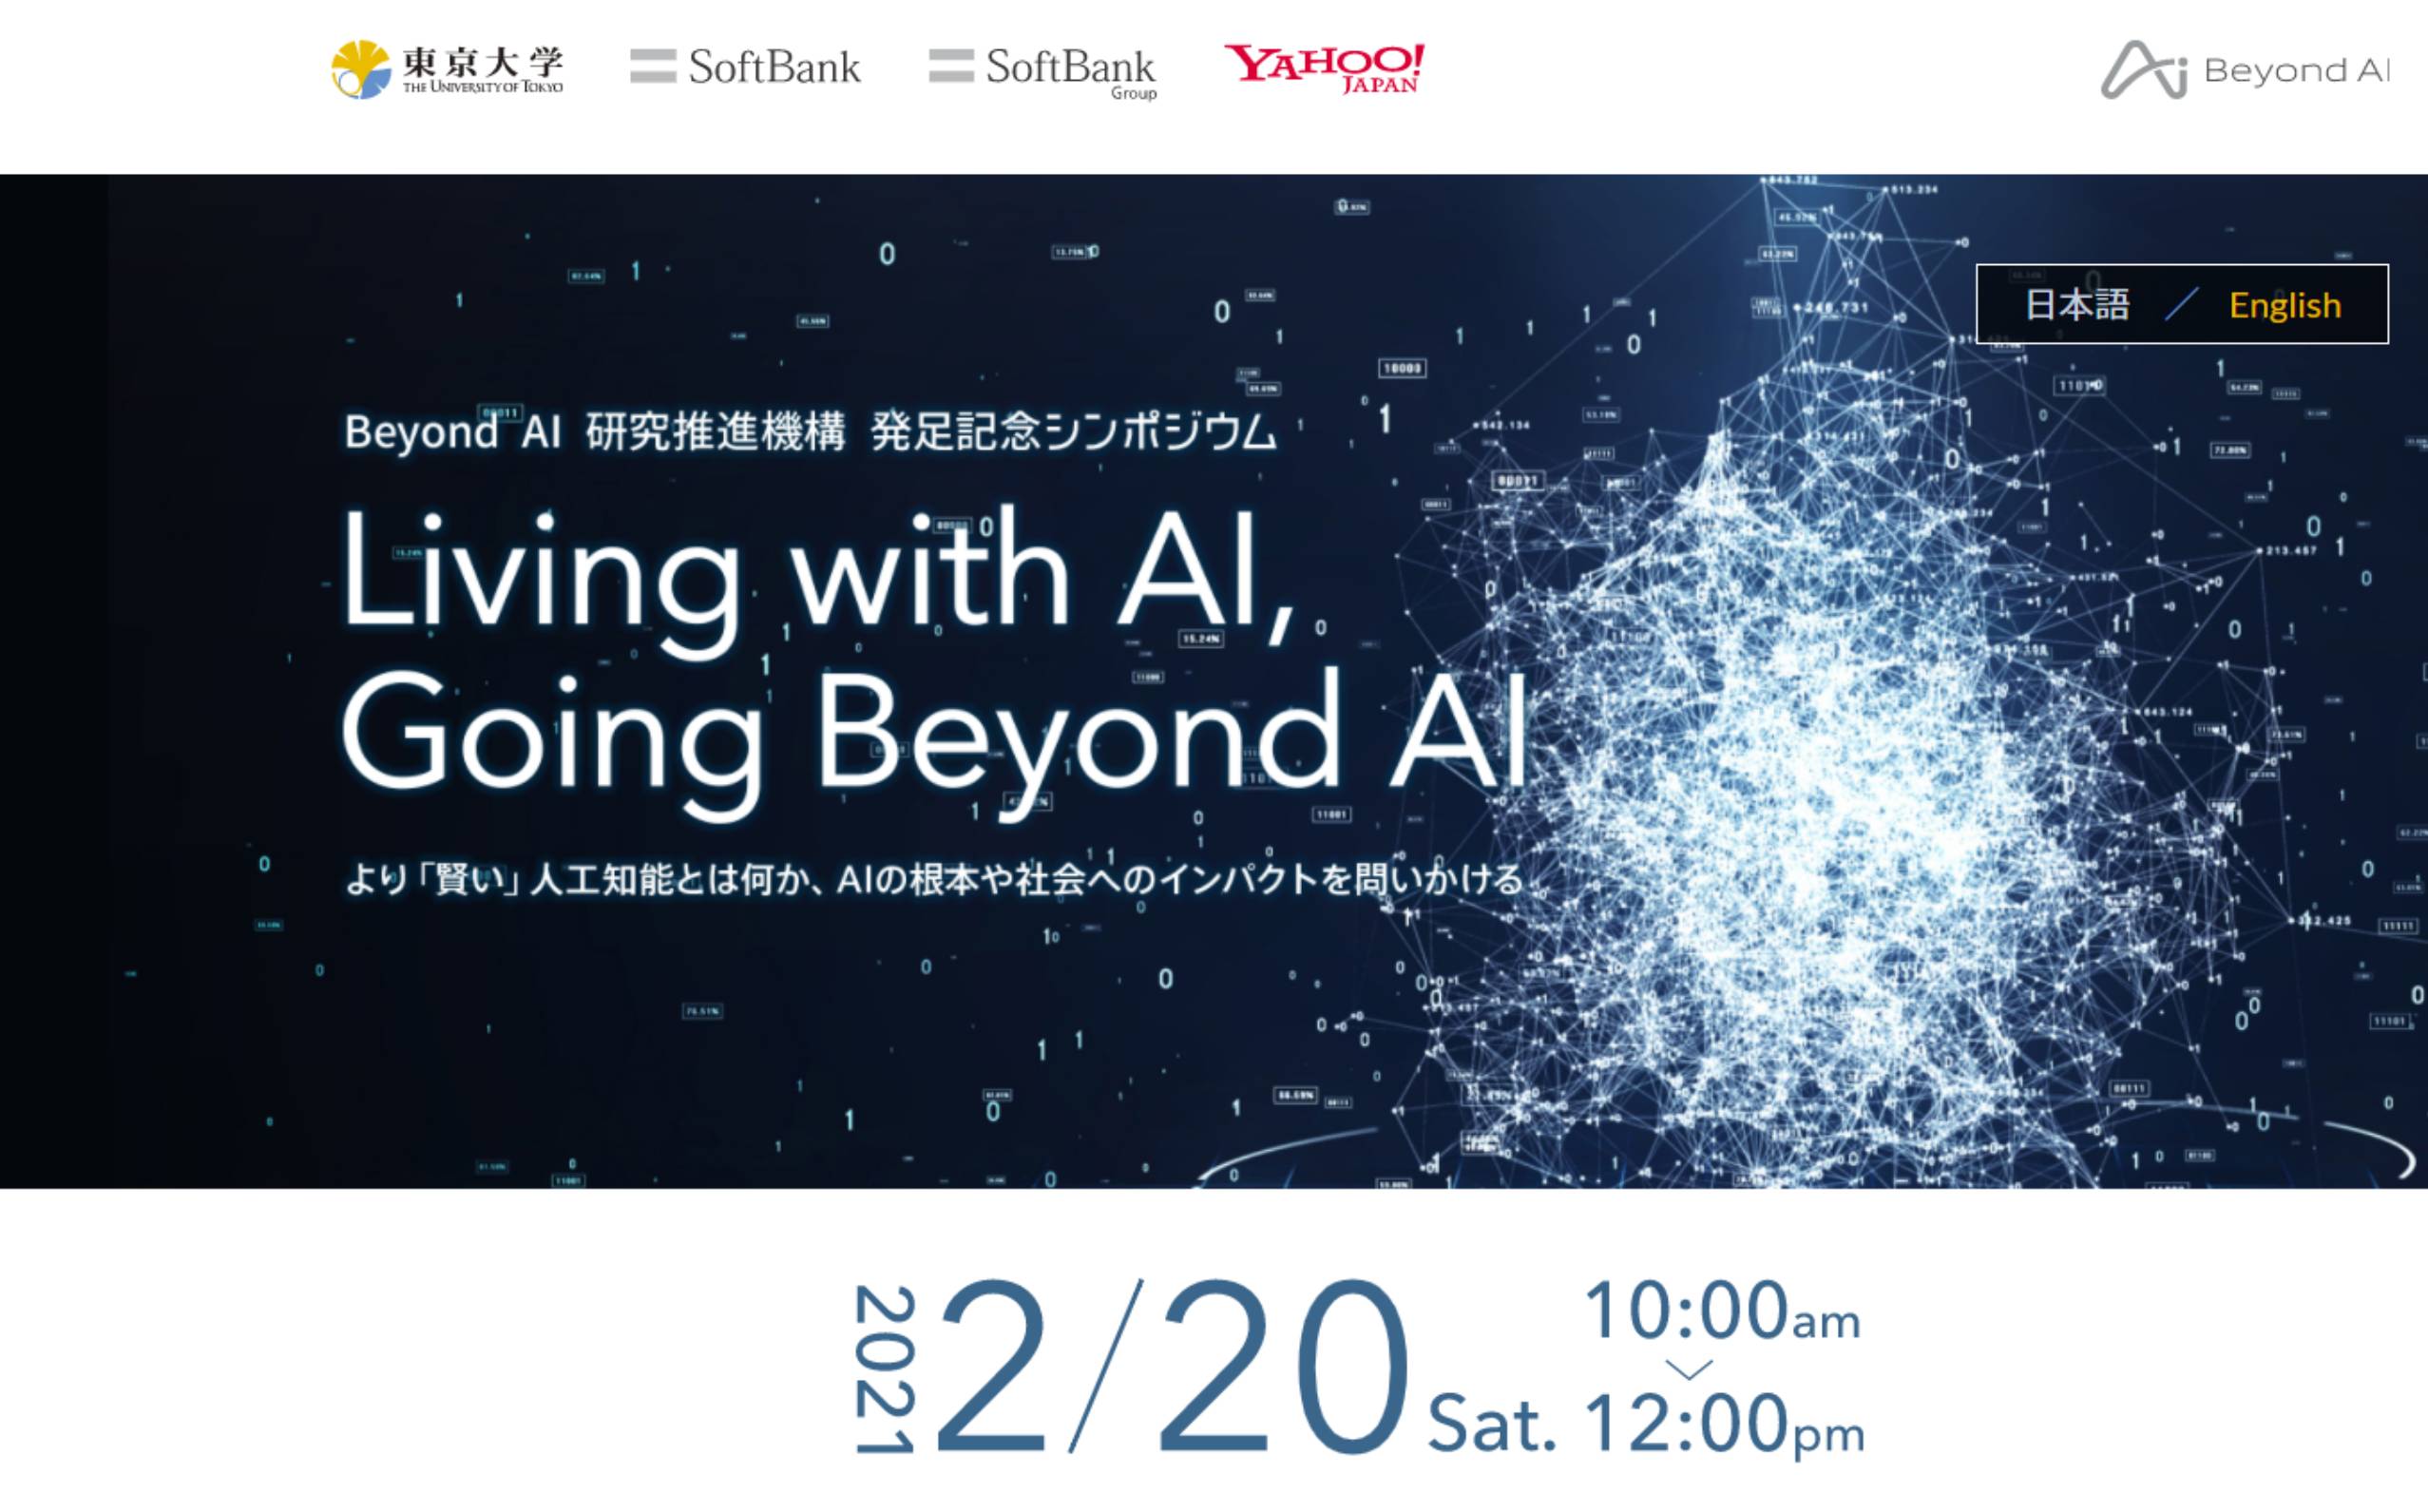 東京大学
THE UNIVERSITY OF TOKYO
SoftBank
SoftBank
Group
YAHOO!
JAPAN
Beyond AI
日本語 / English
Beyond AI 研究推進機構 発足記念シンポジウム
Living with AI,
Going Beyond AI
より「賢い」人工知能とは何か、AIの根本や社会へのインパクトを問いかける
2021
2/20 Sat.
10:00am
12:00pm